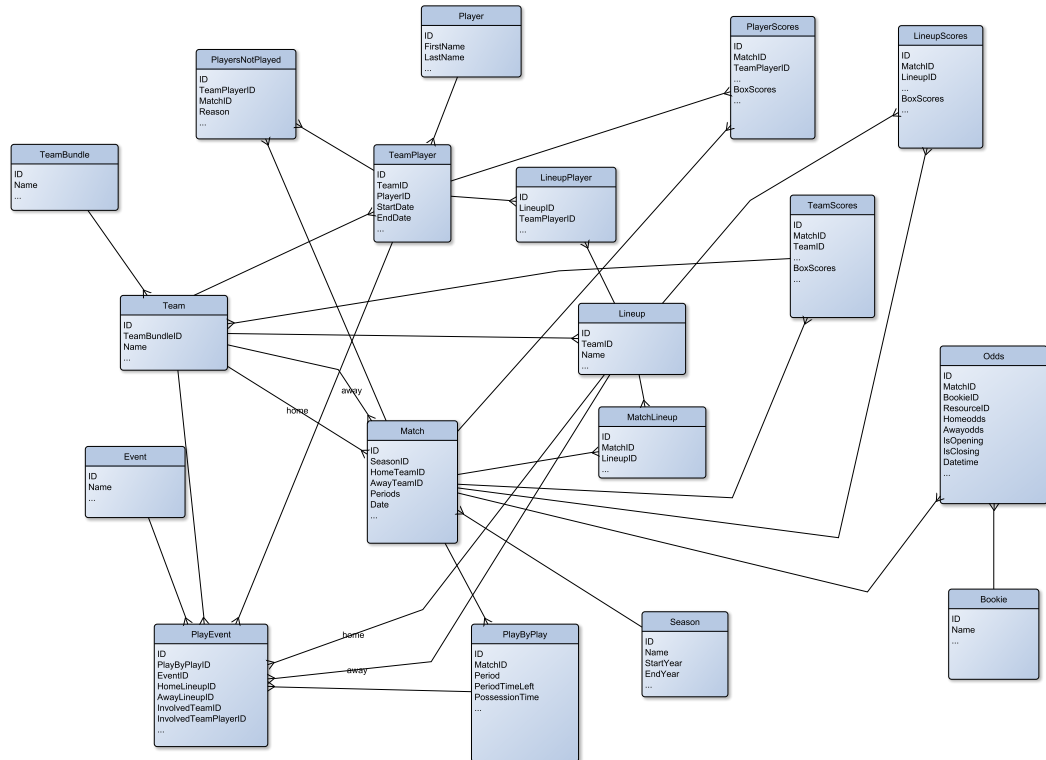 Player
ID
FirstName
LastName
...
PlayerScores
ID
MatchID
TeamPlayerID
...
BoxScores
...
LineupScores
ID
MatchID
LineupID
...
BoxScores
...
PlayersNotPlayed
ID
TeamPlayerID
MatchID
Reason
...
TeamBundle
ID
Name
...
TeamPlayer
ID
TeamID
PlayerID
StartDate
EndDate
...
LineupPlayer
ID
LineupID
TeamPlayerID
...
TeamScores
ID
MatchID
TeamID
...
BoxScores
...
Team
ID
TeamBundleID
Name
...
Lineup
ID
TeamID
Name
...
Odds
ID
MatchID
BookieID
ResourceID
Homeodds
Awayodds
IsOpening
IsClosing
Datetime
...
away
home
MatchLineup
ID
MatchID
LineupID
...
Match
ID
SeasonID
HomeTeamID
AwayTeamID
Periods
Date
...
Event
ID
Name
...
Bookie
ID
Name
...
Season
ID
Name
StartYear
EndYear
...
PlayEvent
ID
PlayByPlayID
EventID
HomeLineupID
AwayLineupID
InvolvedTeamID
InvolvedTeamPlayerID
...
home
away
PlayByPlay
ID
MatchID
Period
PeriodTimeLeft
PossessionTime
...